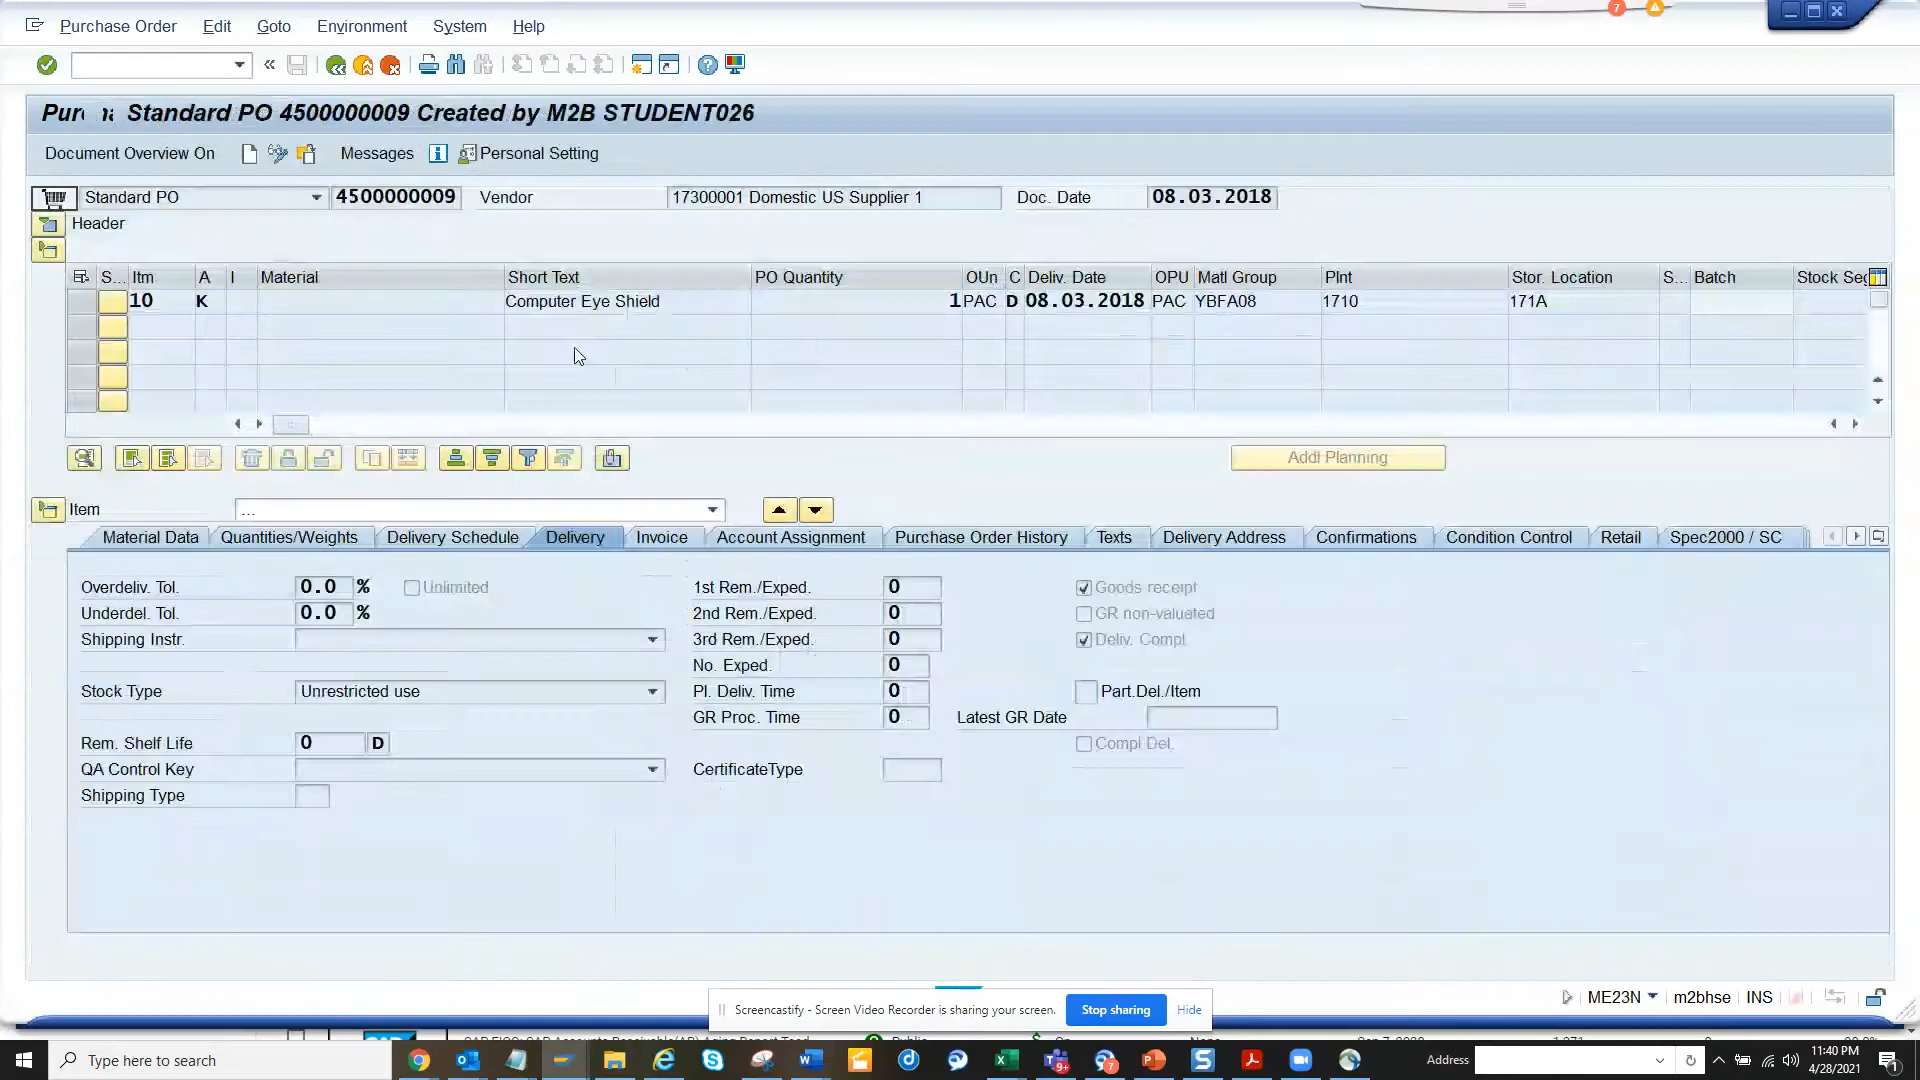 7
Purchase Order Edit Goto Environment System Help
Standard PO 4500000009 Created by M2B STUDENT026
Document Overview On Messages Personal Setting
Standard PO 4500000009 Vendor 17300001 Domestic US Supplier 1 Doc. Date 08.03.2018
Header
S... Itm A I Material Short Text PO Quantity OUn C Deliv. Date OPU Matl Group Plnt Stor. Location S... Batch Stock Seg
10 K Computer Eye Shield 1 PAC D 08.03.2018 PAC YBFA08 1710 171A
Addl Planning
Item ...
Material Data Quantities/Weights Delivery Schedule Delivery Invoice Account Assignment Purchase Order History Texts Delivery Address Confirmations Condition Control Retail Spec2000 / SC
Overdeliv. Tol. 0.0 % Unlimited 1st Rem./Exped. 0 Goods receipt
Underdel. Tol. 0.0 % 2nd Rem./Exped. 0 GR non-valuated
Shipping Instr. 3rd Rem./Exped. 0 Deliv. Compl
No. Exped. 0
Stock Type Unrestricted use Pl. Deliv. Time 0 Part.Del./Item
GR Proc. Time 0 Latest GR Date
Rem. Shelf Life 0 D Compl Del.
QA Control Key CertificateType
Shipping Type
ME23N m2bhse INS
Screencastify - Screen Video Recorder is sharing your screen. Stop sharing Hide
Type here to search Address 11:40 PM
4/28/2021